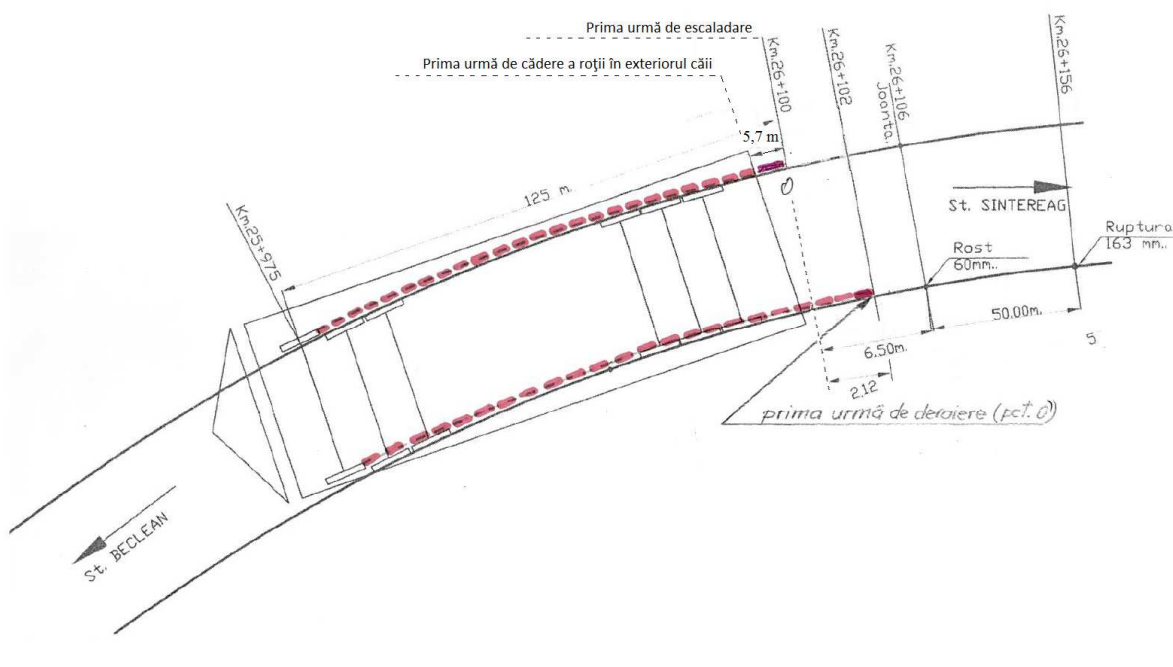 Prima urmă de escaladare
Prima urmă de cădere a roţii în exteriorul căii
Km.26+100
Km.26+102
Km.26+106
Joanta.
Km.26+156
5,7 m
125 m.
Km.25+975
O
St. SINTEREAG
Ruptura
163 mm..
Rost
60mm..
50.00m.
6.50m.
5
2,12
prima urmă de deraiere (pct. 0)
St. BECLEAN